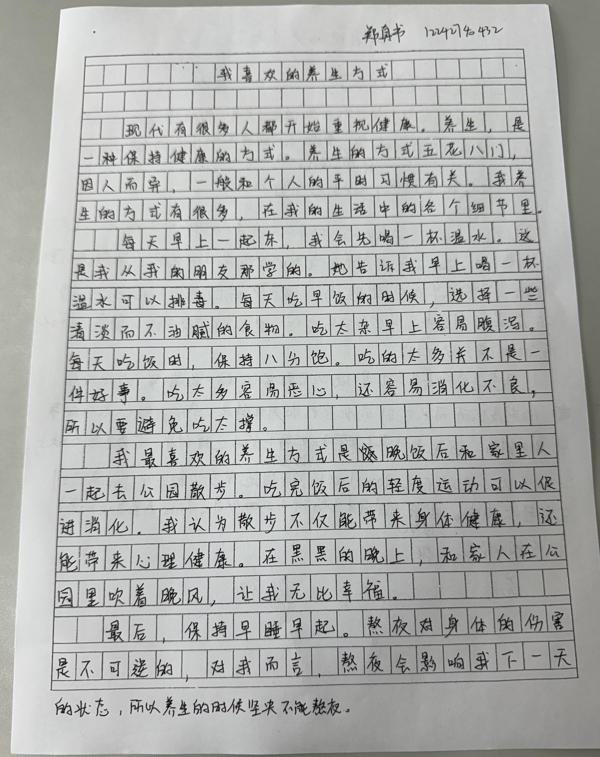 郑真书 12242940432
我喜欢的养生方式
现代有很多人都开始重视健康。养生，是
一种保持健康的方式。养生的方式五花八门，
因人而异，一般和个人的平时习惯有关。我养
生的方式有很多，在我的生活中的各个细节里。
每天早上一起床，我会先喝一杯温水。这
是我从我的朋友那学的。她告诉我早上喝一杯
温水可以排毒。每天吃早饭的时候，选择一些
清淡而不油腻的食物。吃太杂早上容易腹泻。
每天吃饭时，保持八分饱。吃的太多并不是一
件好事。吃太多容易恶心，还容易消化不良，
所以要避免吃太撑。
我最喜欢的养生方式是晚饭后和家里人
一起去公园散步。吃完饭后的轻度运动可以促
进消化。我认为散步不仅能带来身体健康，还
能带来心理健康。在黑黑的晚上，和家人在公
园里吹着晚风，让我无比幸福。
最后，保持早睡早起。熬夜对身体的伤害
是不可逆的，对我而言，熬夜会影响我下一天
的状态，所以养生的时候坚决不能熬夜。